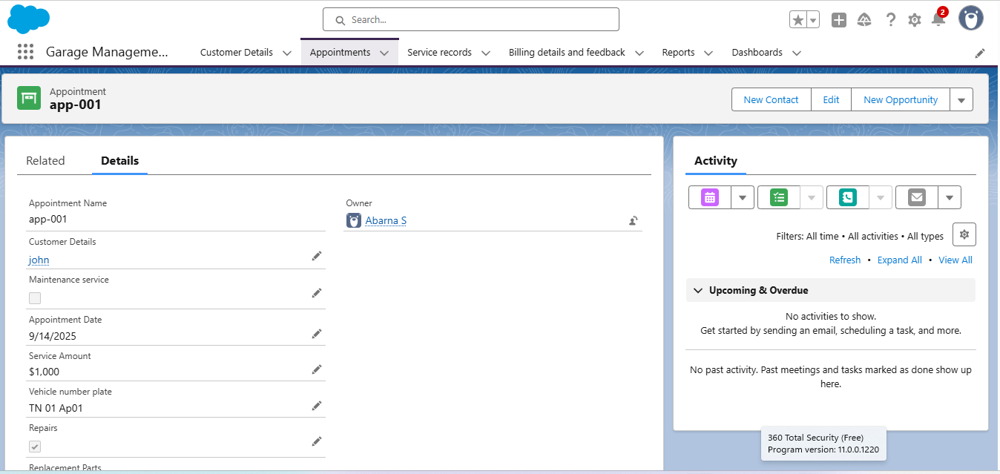 Search...
2
Garage Manageme...
Customer Details
Appointments
Service records
Billing details and feedback
Reports
Dashboards
Appointment
app-001
New Contact
Edit
New Opportunity
Related
Details
Appointment Name
app-001
Owner
Abarna S
Customer Details
john
Maintenance service
Appointment Date
9/14/2025
Service Amount
$1,000
Vehicle number plate
TN 01 Ap01
Repairs
Replacement Parts
Activity
Filters: All time • All activities • All types
Refresh • Expand All • View All
Upcoming & Overdue
No activities to show.
Get started by sending an email, scheduling a task, and more.
No past activity. Past meetings and tasks marked as done show up
here.
360 Total Security (Free)
Program version: 11.0.0.1220